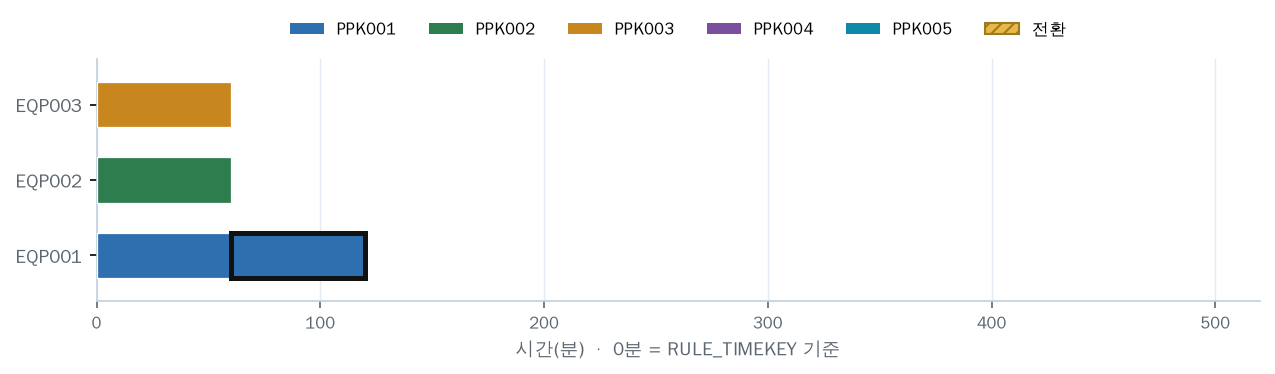 PPK001 PPK002 PPK003 PPK004 PPK005 전환
EQP003
EQP002
EQP001
0 100 200 300 400 500
시간(분) · 0분 = RULE_TIMEKEY 기준